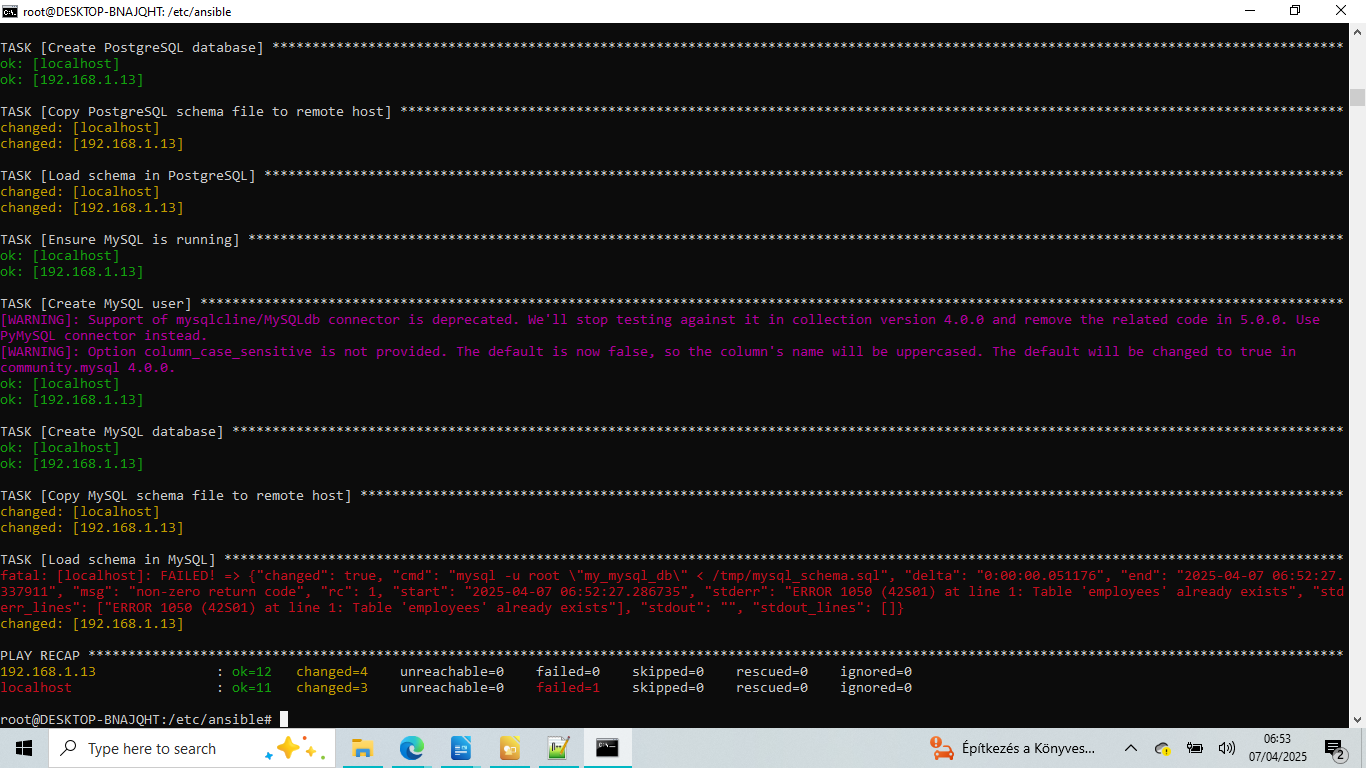 root@DESKTOP-BNAJQHT: /etc/ansible
TASK [Create PostgreSQL database] **************************************************************************************************************************************
ok: [localhost]
ok: [192.168.1.13]
TASK [Copy PostgreSQL schema file to remote host] **********************************************************************************************************************
changed: [localhost]
changed: [192.168.1.13]
TASK [Load schema in PostgreSQL] ***************************************************************************************************************************************
changed: [localhost]
changed: [192.168.1.13]
TASK [Ensure MySQL is running] *****************************************************************************************************************************************
ok: [localhost]
ok: [192.168.1.13]
TASK [Create MySQL user] ***********************************************************************************************************************************************
[WARNING]: Support of mysqlcline/MySQLdb connector is deprecated. We'll stop testing against it in collection version 4.0.0 and remove the related code in 5.0.0. Use
PyMySQL connector instead.
[WARNING]: Option column_case_sensitive is not provided. The default is now false, so the column's name will be uppercased. The default will be changed to true in
community.mysql 4.0.0.
ok: [localhost]
ok: [192.168.1.13]
TASK [Create MySQL database] *******************************************************************************************************************************************
ok: [localhost]
ok: [192.168.1.13]
TASK [Copy MySQL schema file to remote host] ***************************************************************************************************************************
changed: [localhost]
changed: [192.168.1.13]
TASK [Load schema in MySQL] ********************************************************************************************************************************************
fatal: [localhost]: FAILED! => {"changed": true, "cmd": "mysql -u root \"my_mysql_db\" < /tmp/mysql_schema.sql", "delta": "0:00:00.051176", "end": "2025-04-07 06:52:27.
337911", "msg": "non-zero return code", "rc": 1, "start": "2025-04-07 06:52:27.286735", "stderr": "ERROR 1050 (42S01) at line 1: Table 'employees' already exists", "std
err_lines": ["ERROR 1050 (42S01) at line 1: Table 'employees' already exists"], "stdout": "", "stdout_lines": []}
changed: [192.168.1.13]
PLAY RECAP *************************************************************************************************************************************************************
192.168.1.13 : ok=12 changed=4 unreachable=0 failed=0 skipped=0 rescued=0 ignored=0
localhost : ok=11 changed=3 unreachable=0 failed=1 skipped=0 rescued=0 ignored=0
root@DESKTOP-BNAJQHT:/etc/ansible#
Type here to search
Építkezés a Könyves...
06:53
07/04/2025
2